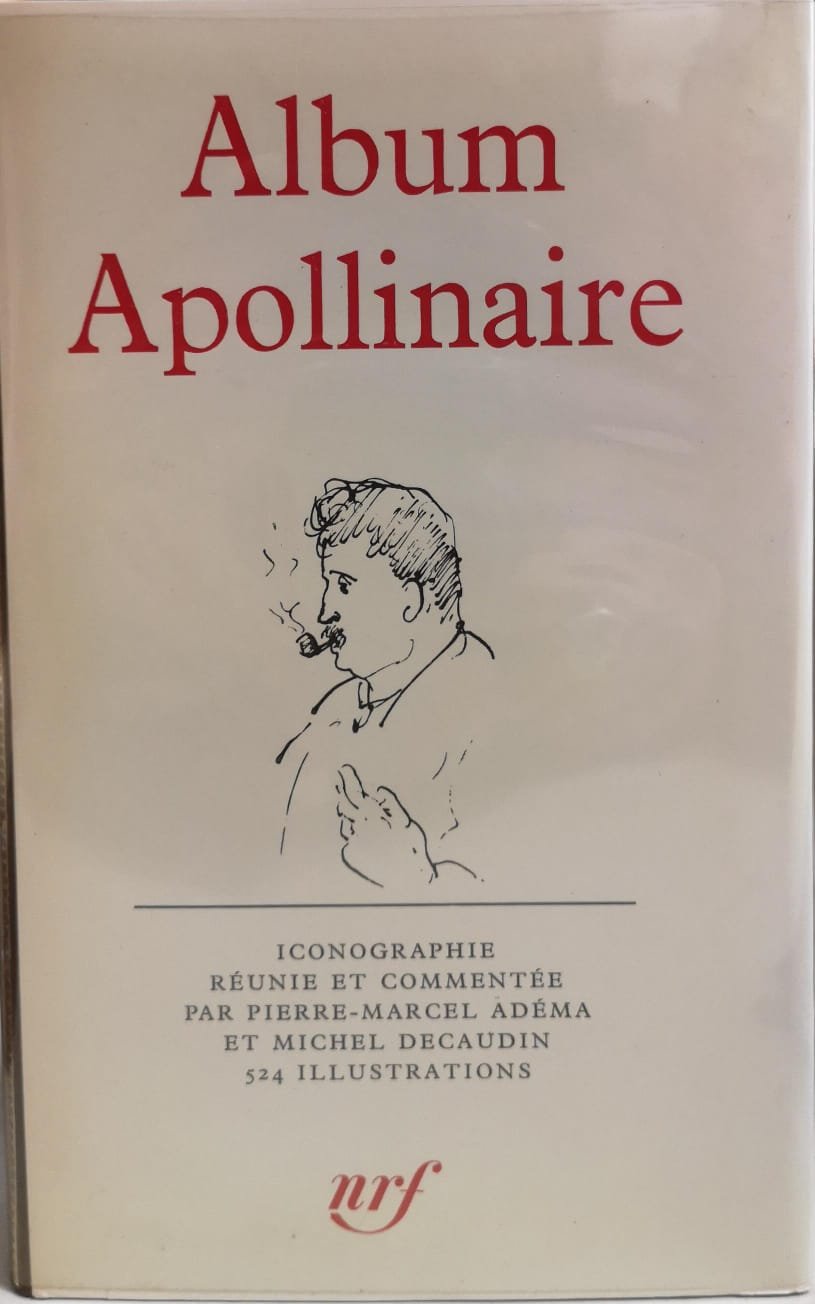 Album
Apollinaire
ICONOGRAPHIE
RÉUNIE ET COMMENTÉE
PAR PIERRE-MARCEL ADÉMA
ET MICHEL DECAUDIN
524 ILLUSTRATIONS
nrf